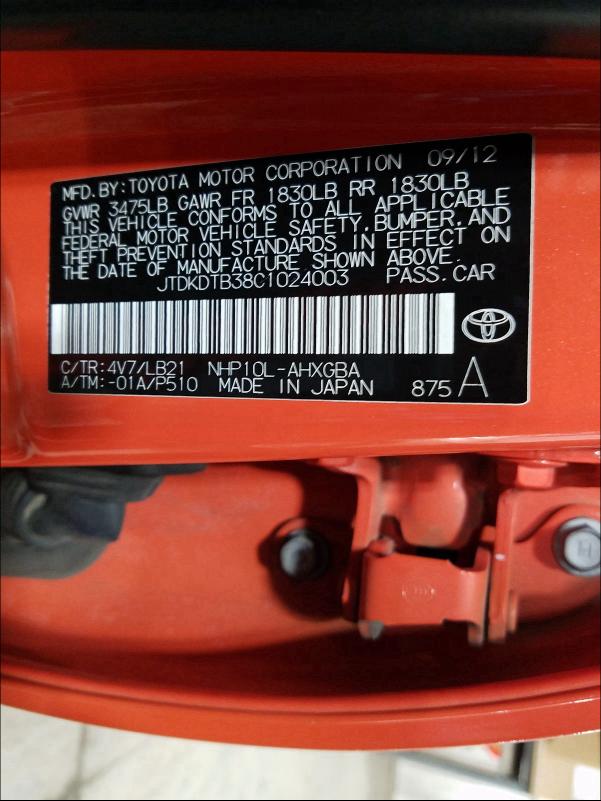 MFD. BY: TOYOTA MOTOR CORPORATION 09/12
GVWR 3475LB GAWR FR 1830LB RR 1830LB
THIS VEHICLE CONFORMS TO ALL APPLICABLE
FEDERAL MOTOR VEHICLE SAFETY, BUMPER, AND
THEFT PREVENTION STANDARDS IN EFFECT ON
THE DATE OF MANUFACTURE SHOWN ABOVE.
JTDKDTB38C1024003 PASS. CAR
C/TR: 4V7/LB21 NHP10L-AHXGBA
A/TM: -01A/P510 MADE IN JAPAN 875 A